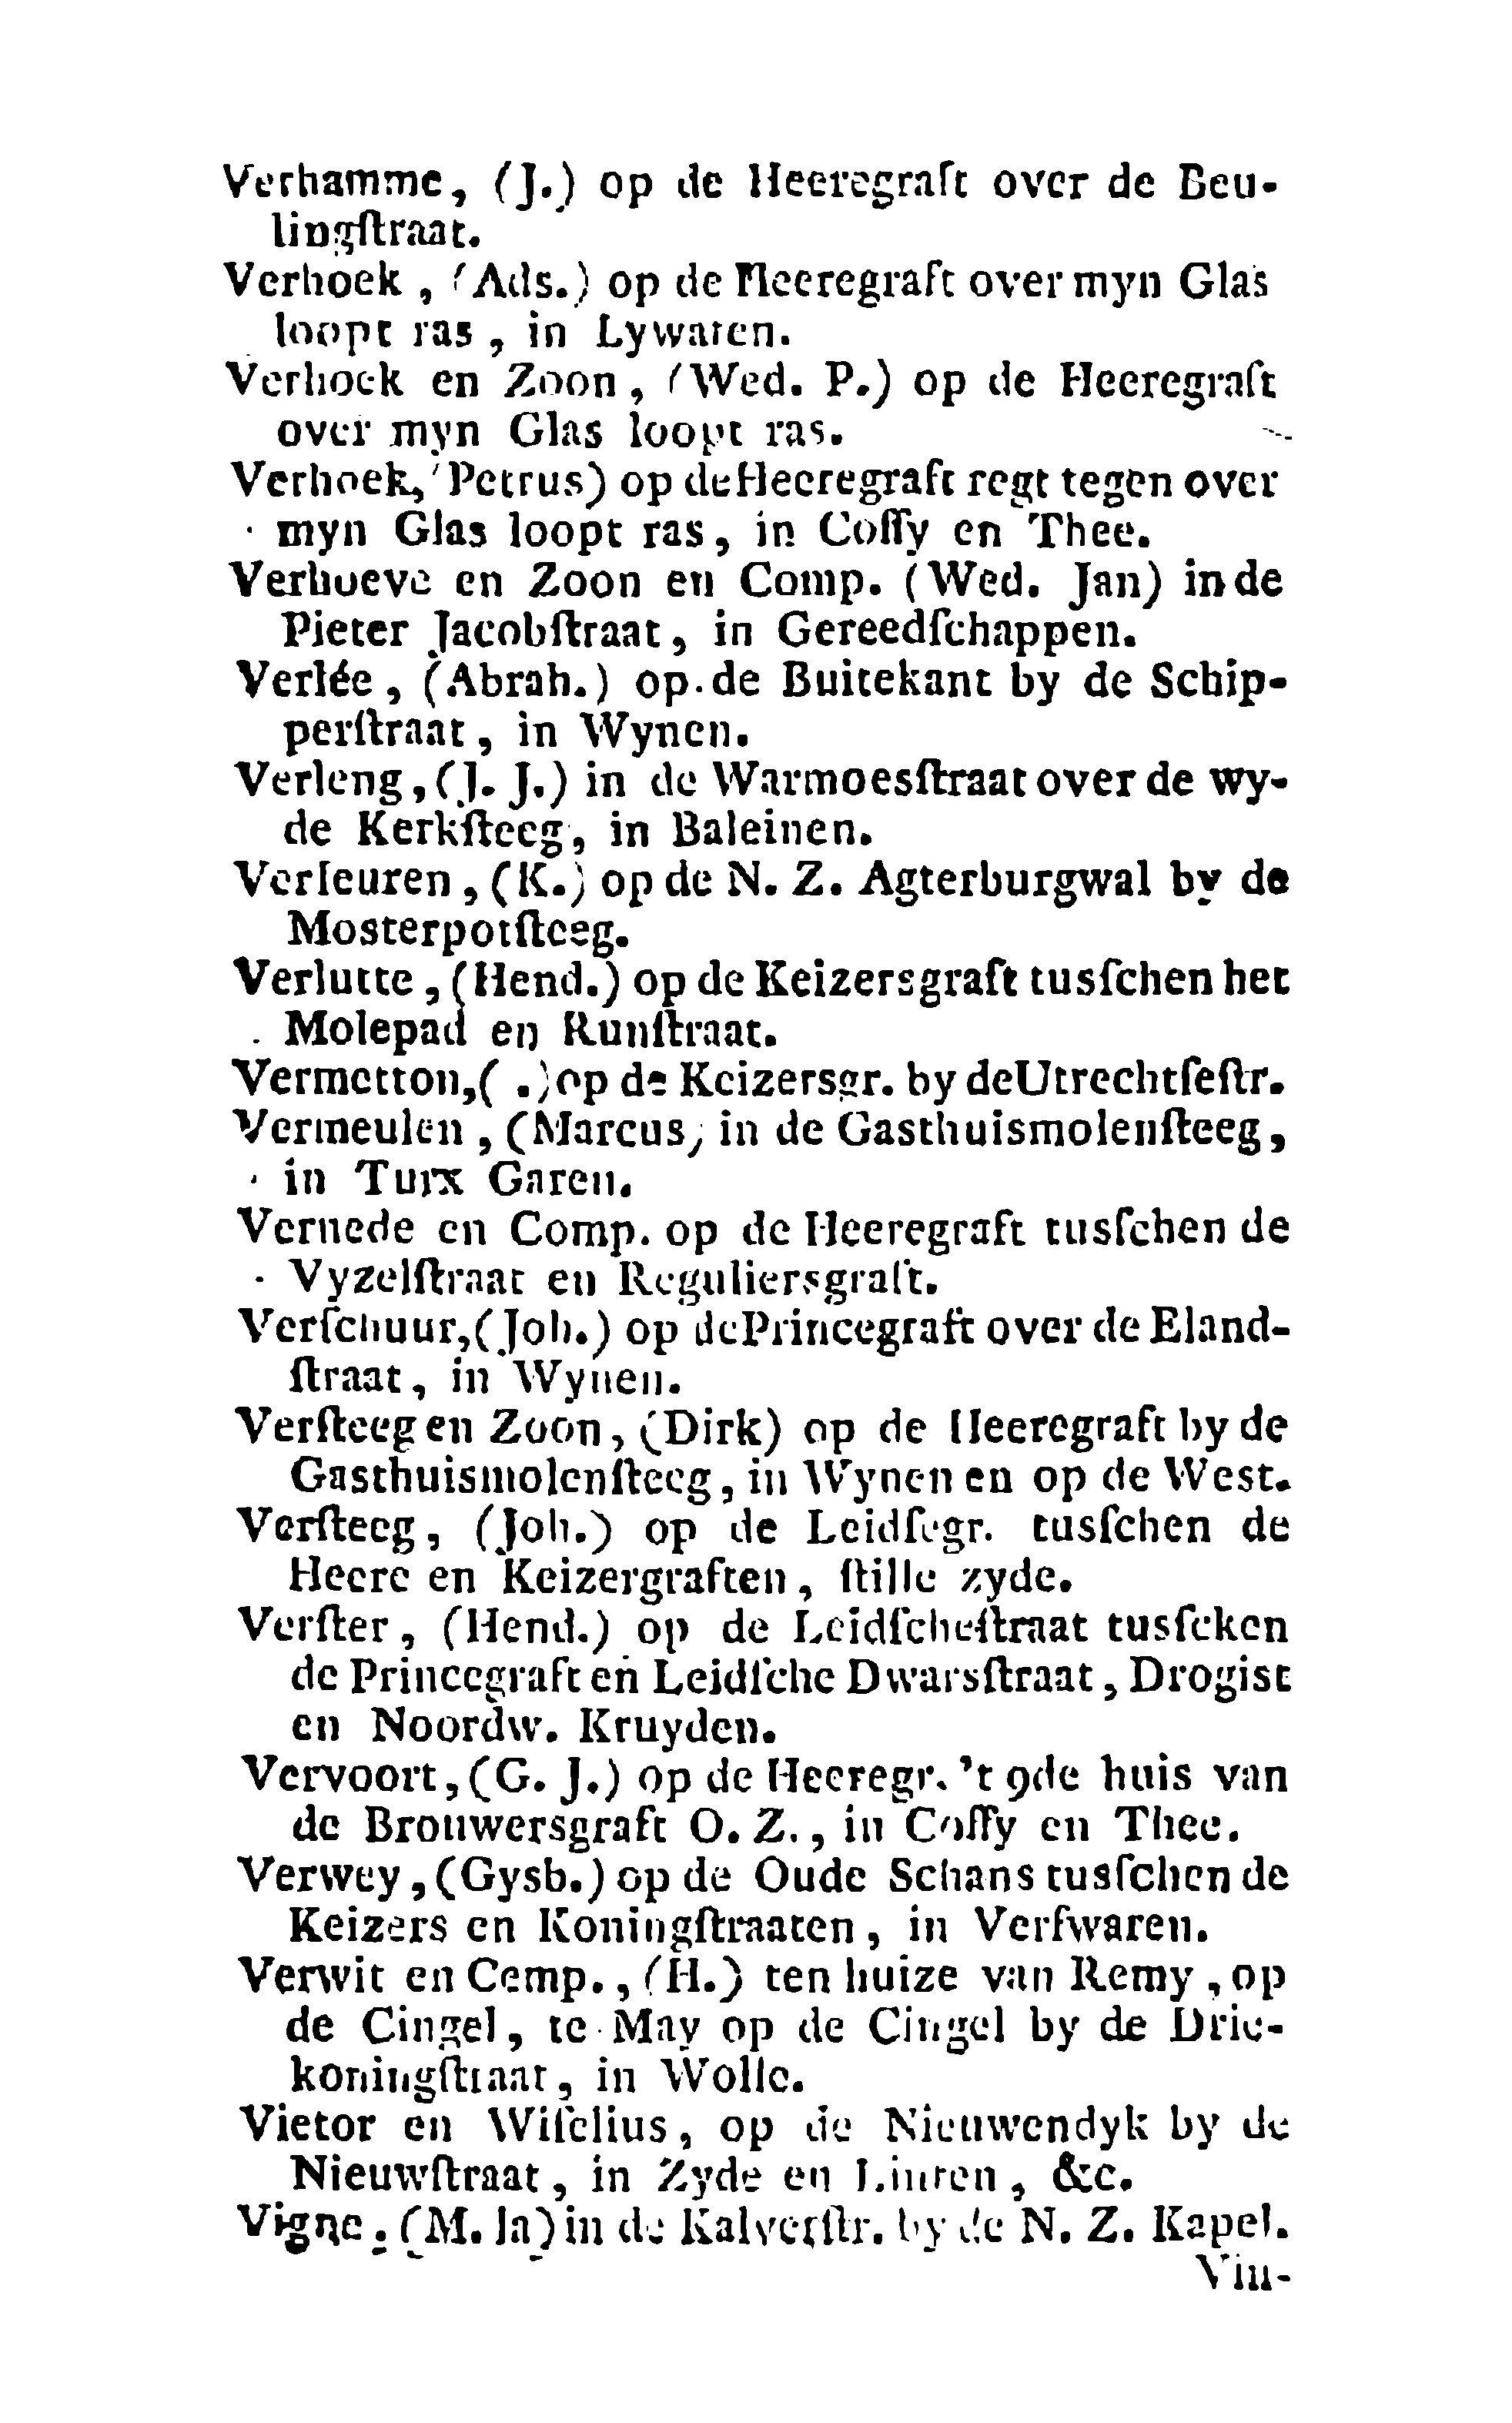 Verhamme, (J.) op de Heeregraft over de Beu-
lingſtraat.
Verhoek, (Ads.) op de Heeregraft over myn Glas
loopt ras, in Lywaten.
Verhoek en Zoon, (Wed. P.) op de Heeregraft
over myn Glas loopt ras.
Verhoek, (Petrus) op de Heeregraft regt tegen over
myn Glas loopt ras, in Coffy en Thee.
Verhoeve en Zoon en Comp. (Wed. Jan) in de
Pieter Jacobſtraat, in Gereedſchappen.
Verlée, (Abrah.) op de Buitekant by de Schip-
perſtraat, in Wynen.
Verleng, (J. J.) in de Warmoesſtraat over de wy-
de Kerkſteeg, in Baleinen.
Verleuren, (K.) op de N. Z. Agterburgwal by de
Mosterpotſteeg.
Verlutte, (Hend.) op de Keizersgraft tusſchen het
Molepad en Runſtraat.
Vermetton, ( .) op de Keizersgr. by de Utrechtſeſtr.
Vermeulen, (Marcus) in de Gasthuismolenſteeg,
in Turx Garen.
Vernede en Comp. op de Heeregraft tusſchen de
Vyzelſtraat en Reguliersgraft.
Verſchuur, (Joh.) op de Princegraft over de Eland-
ſtraat, in Wynen.
Verſteeg en Zoon, (Dirk) op de Heeregraft by de
Gasthuismolenſteeg, in Wynen en op de West.
Verſteeg, (Joh.) op de Leidſegr. tusſchen de
Heere en Keizergraften, ſtille zyde.
Verſter, (Hend.) op de Leidſcheſtraat tusſcken
de Princegraft en Leidſche Dwarsſtraat, Drogist
en Noordw. Kruyden.
Vervoort, (G. J.) op de Heeregr. 't 9de huis van
de Brouwersgraft O. Z., in Coffy en Thee.
Verwey, (Gysb.) op de Oude Schans tusſchen de
Keizers en Koningſtraaten, in Verfwaren.
Verwit en Comp., (H.) ten huize van Remy, op
de Cingel, te May op de Cingel by de Drie-
koningſtraat, in Wolle.
Vietor en Wiſelius, op de Nieuwendyk by de
Nieuwſtraat, in Zyde en Linten, &c.
Vigne, (M. la) in de Kalverſtr. by de N. Z. Kapel.
Vin-